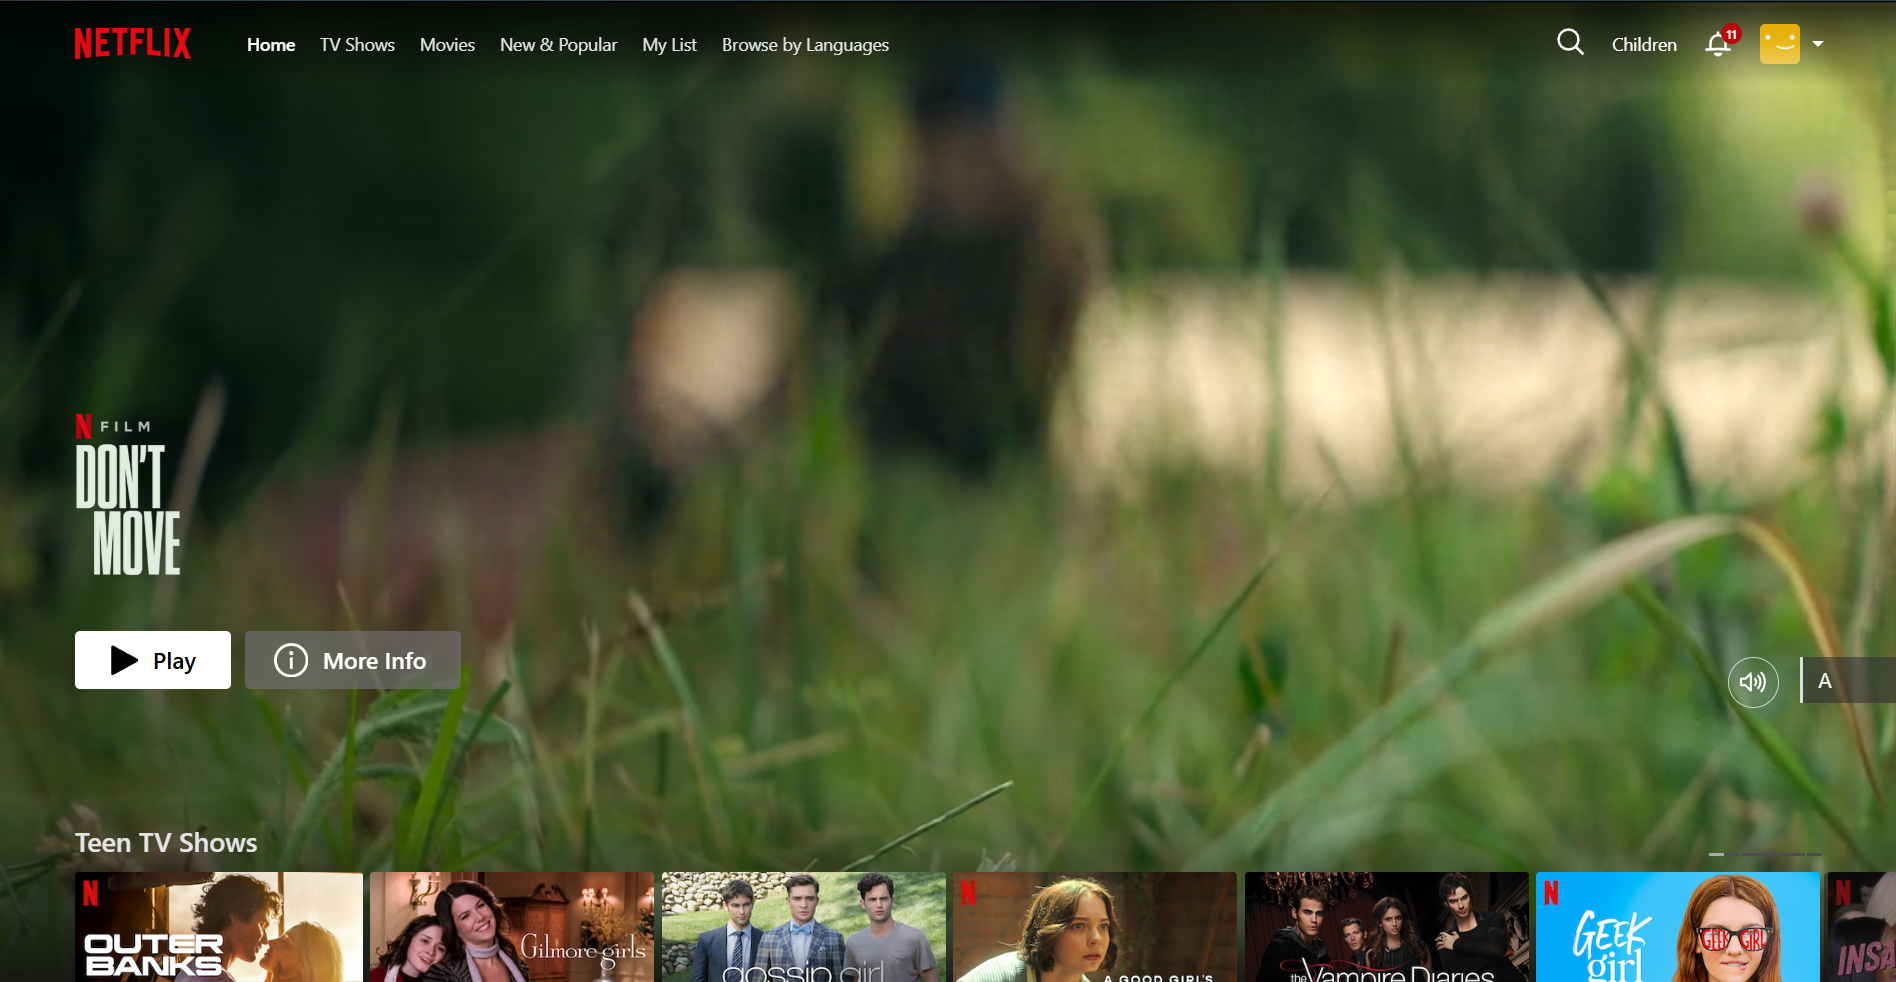 NETFLIX
Home TV Shows Movies New & Popular My List Browse by Languages
Children
11
N FILM
DON'T
MOVE
Play
More Info
A
Teen TV Shows
N
OUTER
BANKS
Gilmore girls
gossip girl
N
A GOOD GIRL'S
the Vampire Diaries
N
GEEK
girl
GEEK GIRL
N
INSA